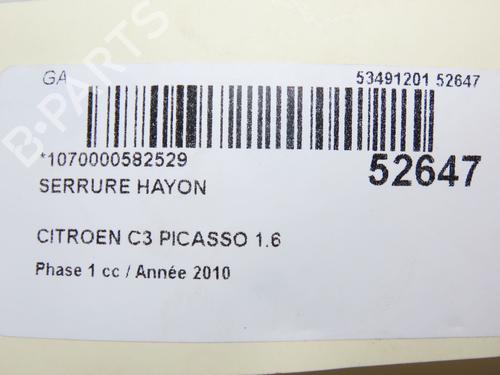 GA
53491201 52647
*1070000582529
52647
SERRURE HAYON
CITROEN C3 PICASSO 1.6
Phase 1 cc / Année 2010
B-PARTS